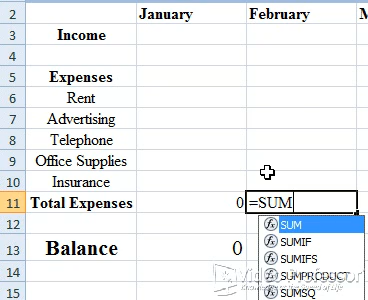 January February
2
3 Income
4
5 Expenses
6 Rent
7 Advertising
8 Telephone
9 Office Supplies
10 Insurance
11 Total Expenses 0 =SUM
12 SUM
SUMIF
13 Balance 0 SUMIFS
14 SUMPRODUCT
15 SUMSQ